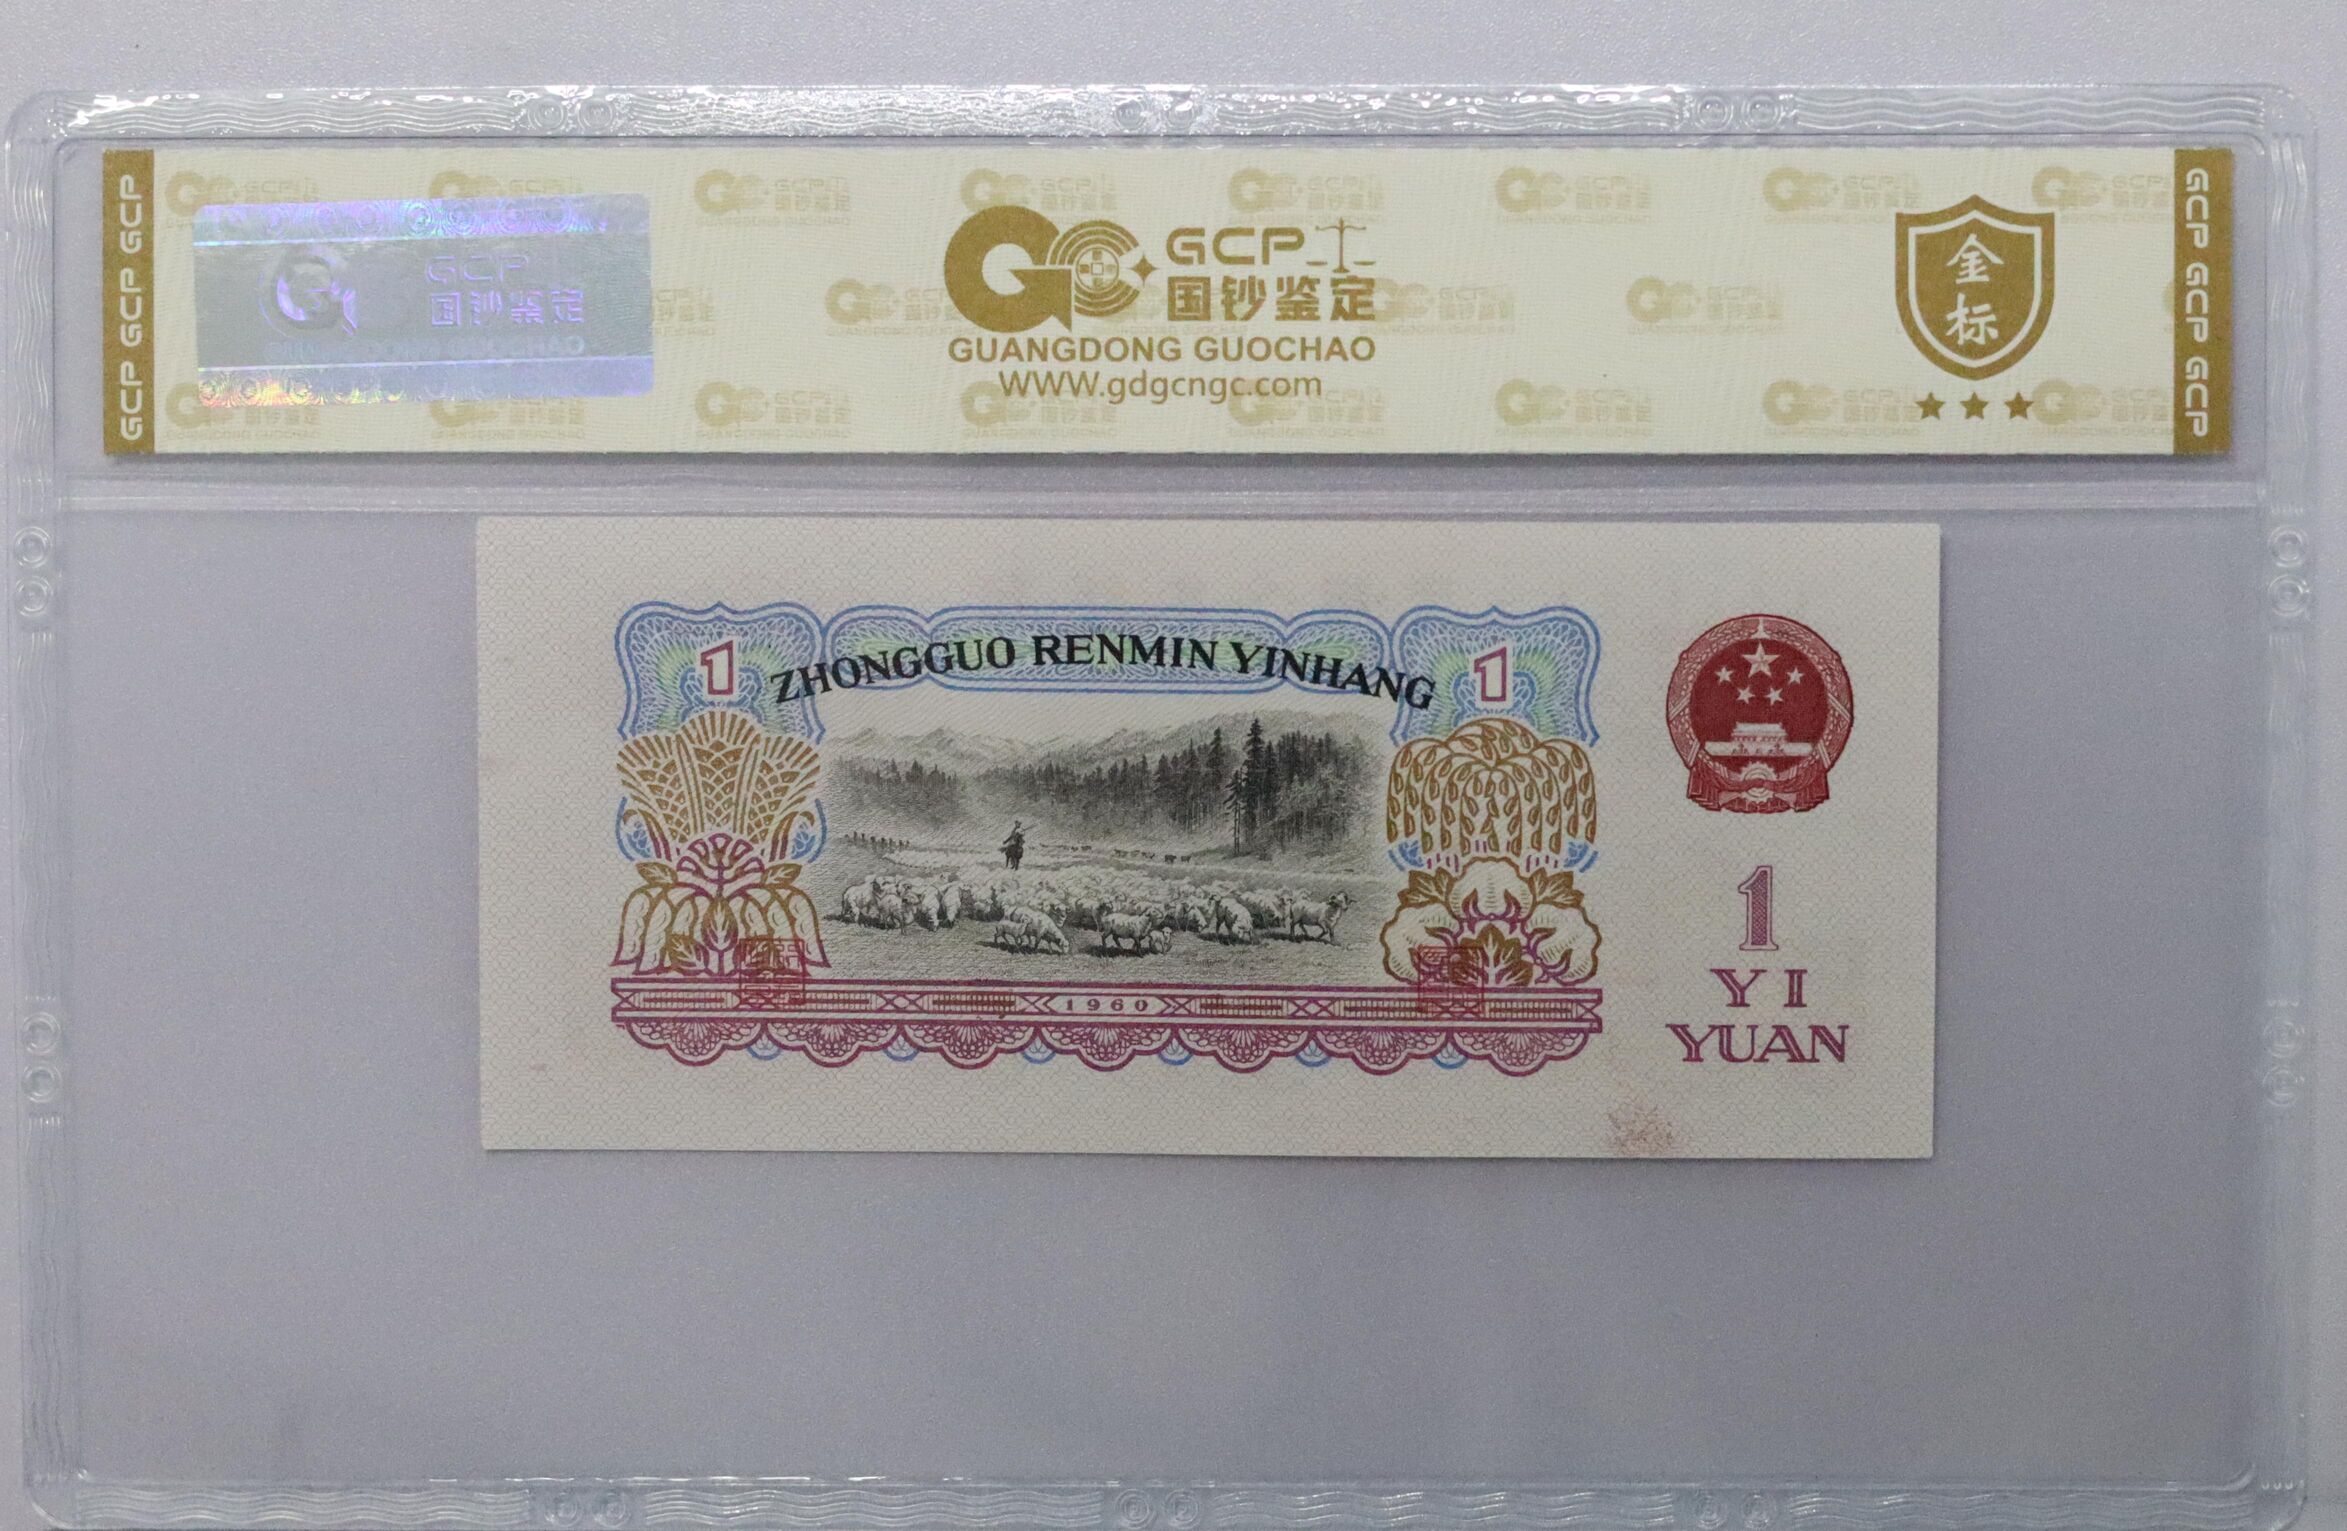 GCP GCP GCP
GCP
国钞鉴定
GCP
国钞鉴定
GUANGDONG GUOCHAO
WWW.gdgcngc.com
金
标
GCP GCP GCP
1
ZHONGGUO RENMIN YINHANG
1
1960
1
YI
YUAN